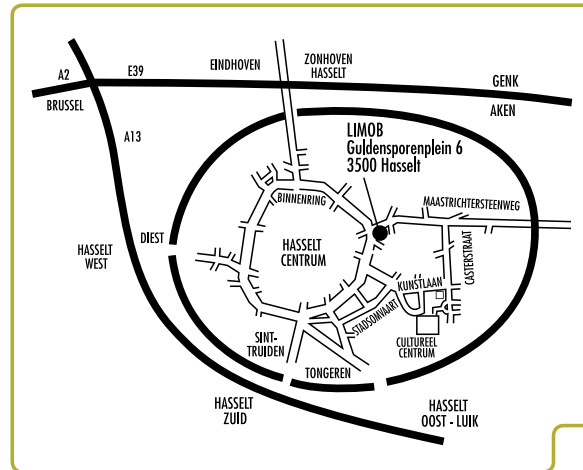 A2
E39
EINDHOVEN
ZONHOVEN
HASSELT
GENK
BRUSSEL
AKEN
A13
LIMOB
Guldensporenplein 6
3500 Hasselt
BINNENRING
MAASTRICHTERSTEENWEG
DIEST
HASSELT
WEST
HASSELT
CENTRUM
CASTERSTRAAT
KUNSTLAAN
STADSOMVAART
SINT-
TRUIDEN
CULTUREEL
CENTRUM
TONGEREN
HASSELT
ZUID
HASSELT
OOST - LUIK